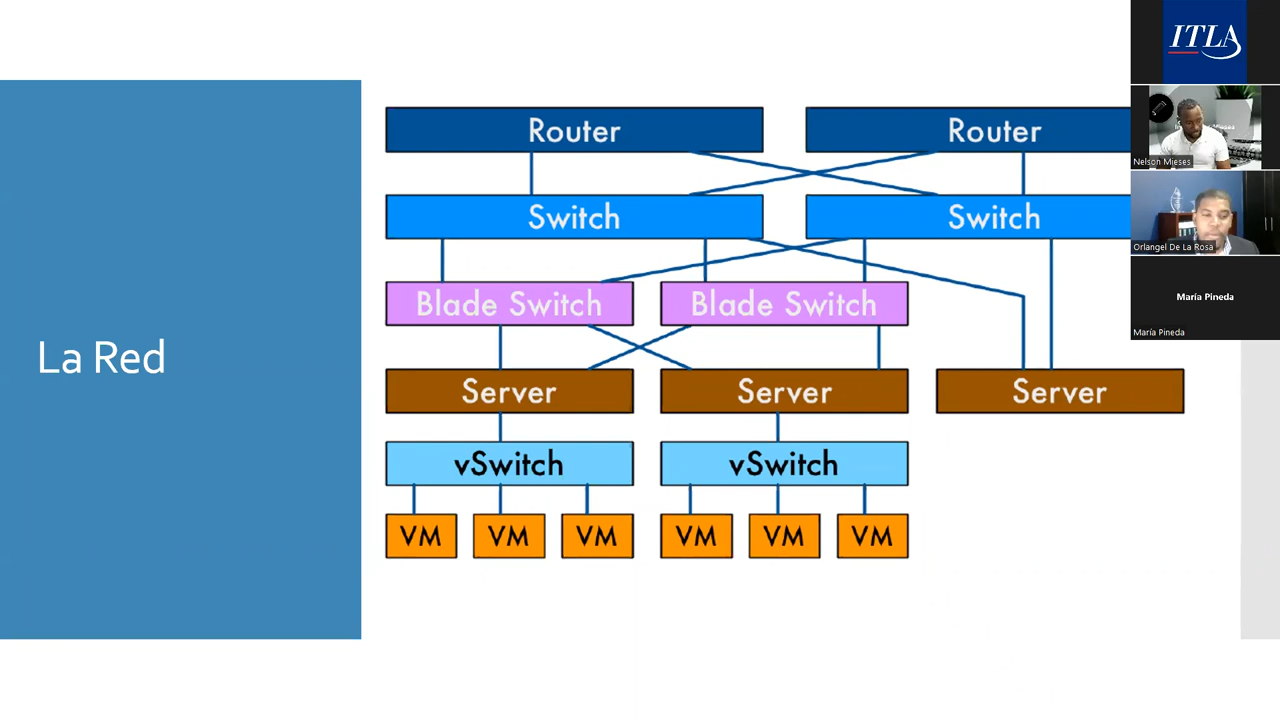 La Red
Router
Router
Switch
Switch
Blade Switch
Blade Switch
Server
Server
Server
vSwitch
vSwitch
VM
VM
VM
VM
VM
VM
ITLA
Nelson Mieses
Orlangel De La Rosa
María Pineda
María Pineda